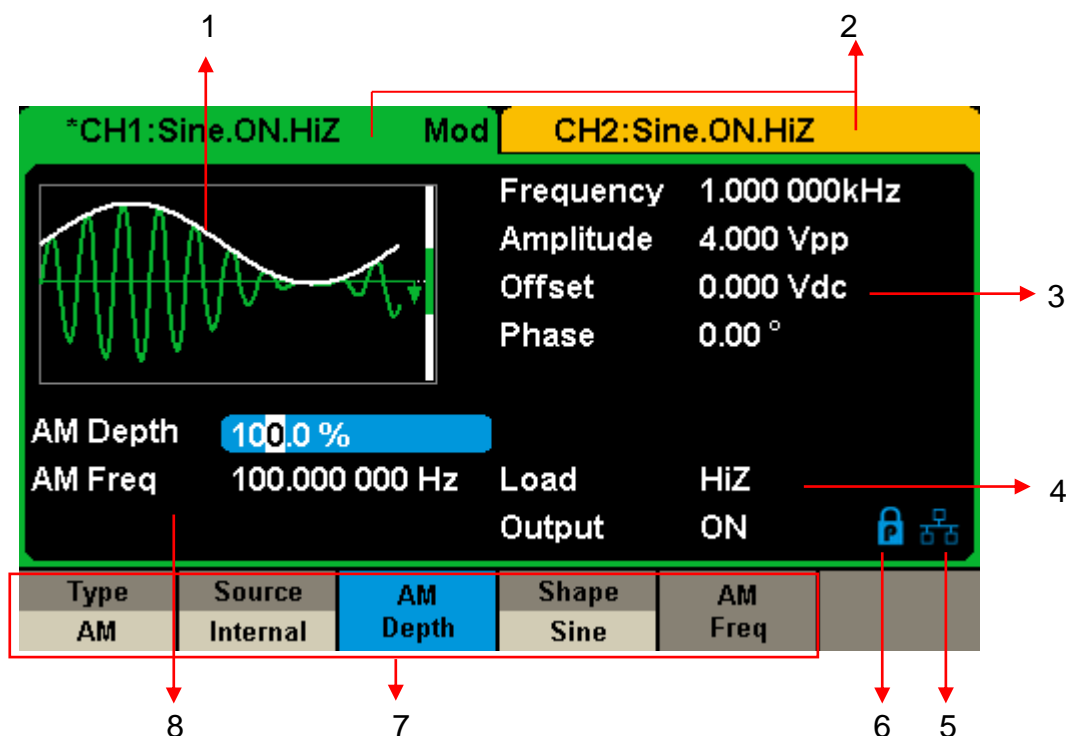 1 2
*CH1:Sine.ON.HiZ Mod CH2:Sine.ON.HiZ
Frequency 1.000 000kHz
Amplitude 4.000 Vpp
Offset 0.000 Vdc
3
Phase 0.00 °
AM Depth 100.0 %
AM Freq 100.000 000 Hz Load HiZ
4
Output ON P
Type Source AM Shape AM
AM Internal Depth Sine Freq
8 7 6 5